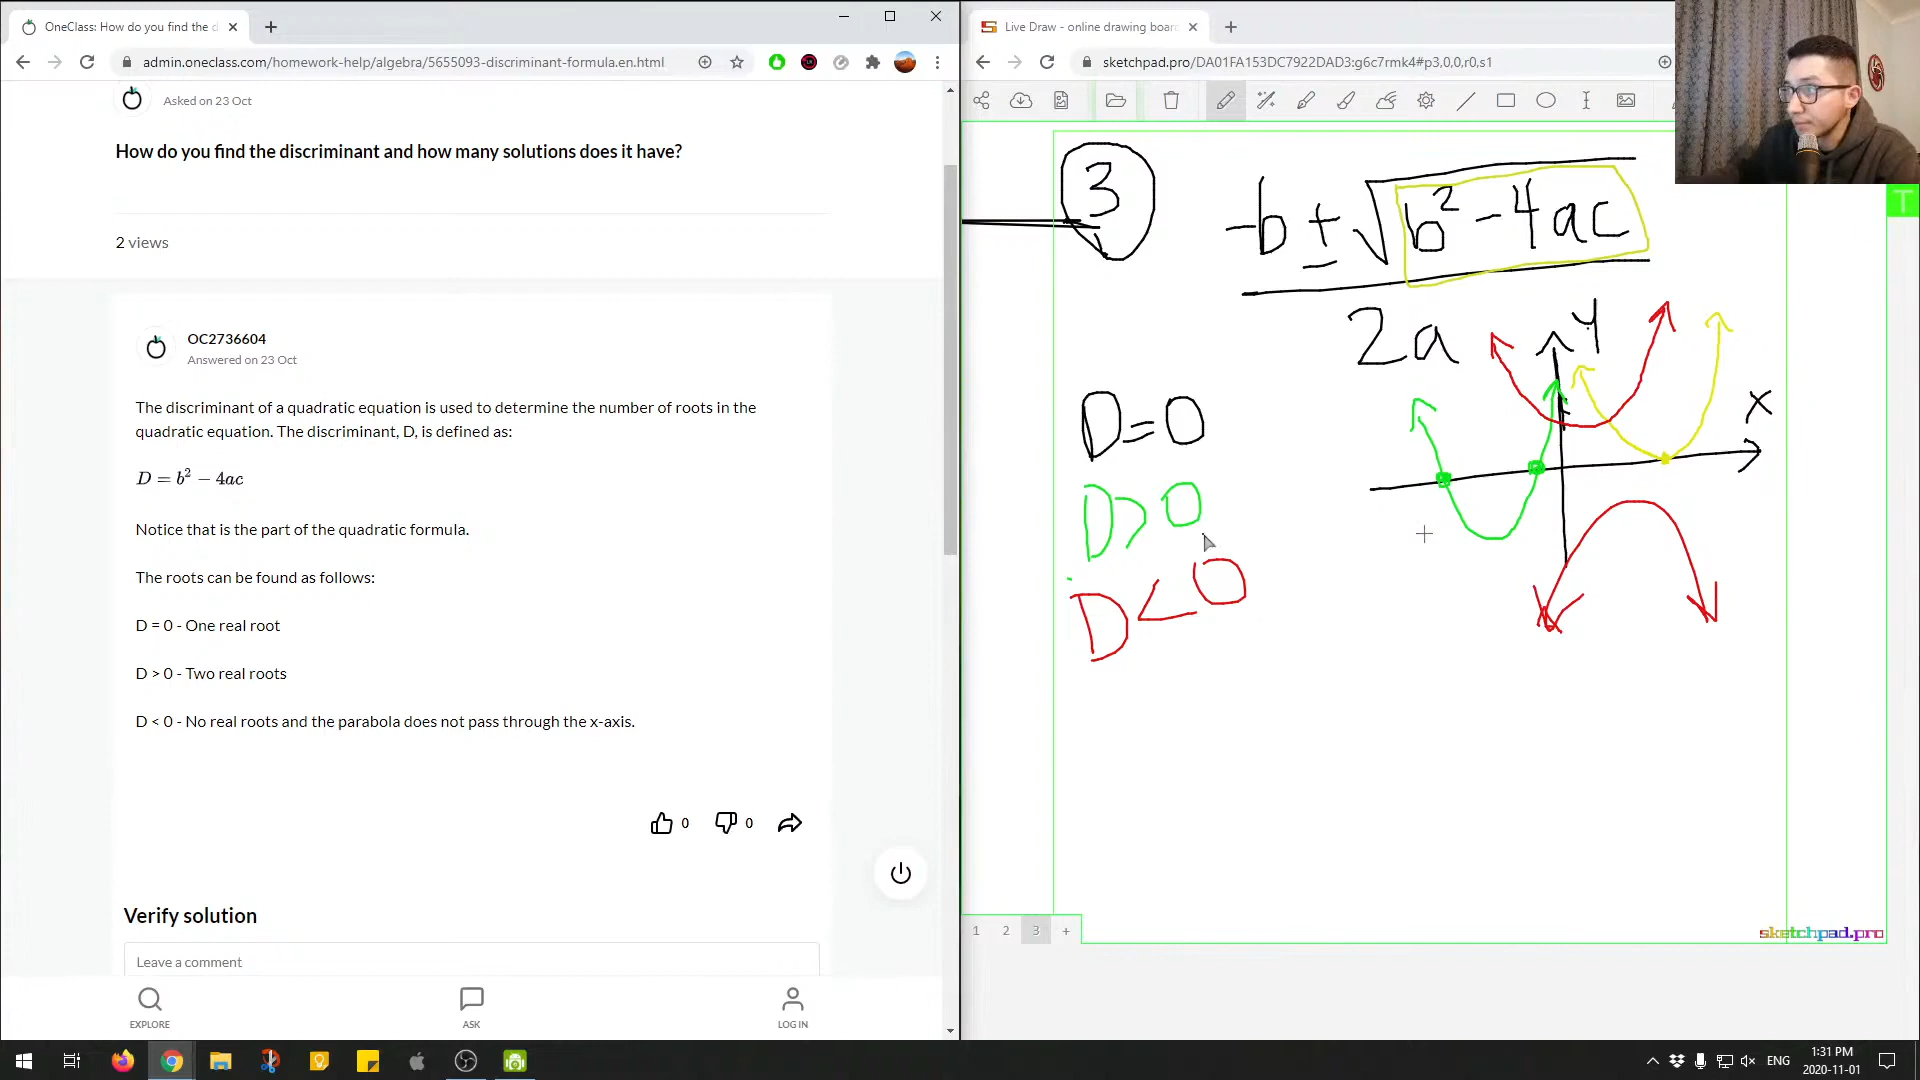 OneClass: How do you find the d
admin.oneclass.com/homework-help/algebra/5655093-discriminant-formula.en.html
Asked on 23 Oct
How do you find the discriminant and how many solutions does it have?
2 views
OC2736604
Answered on 23 Oct
The discriminant of a quadratic equation is used to determine the number of roots in the
quadratic equation. The discriminant, D, is defined as:
D = b² − 4ac
Notice that is the part of the quadratic formula.
The roots can be found as follows:
D = 0 - One real root
D > 0 - Two real roots
D < 0 - No real roots and the parabola does not pass through the x-axis.
0
0
Verify solution
Leave a comment
EXPLORE
ASK
LOG IN
Live Draw - online drawing boar
sketchpad.pro/DA01FA153DC7922DAD3:g6c7rmk4#p3,0,0,r0,s1
T
3
-b ± √b² - 4ac
2a
y
x
D = 0
D > 0
D < 0
1 2 3 +
sketchpad.pro
ENG
1:31 PM
2020-11-01